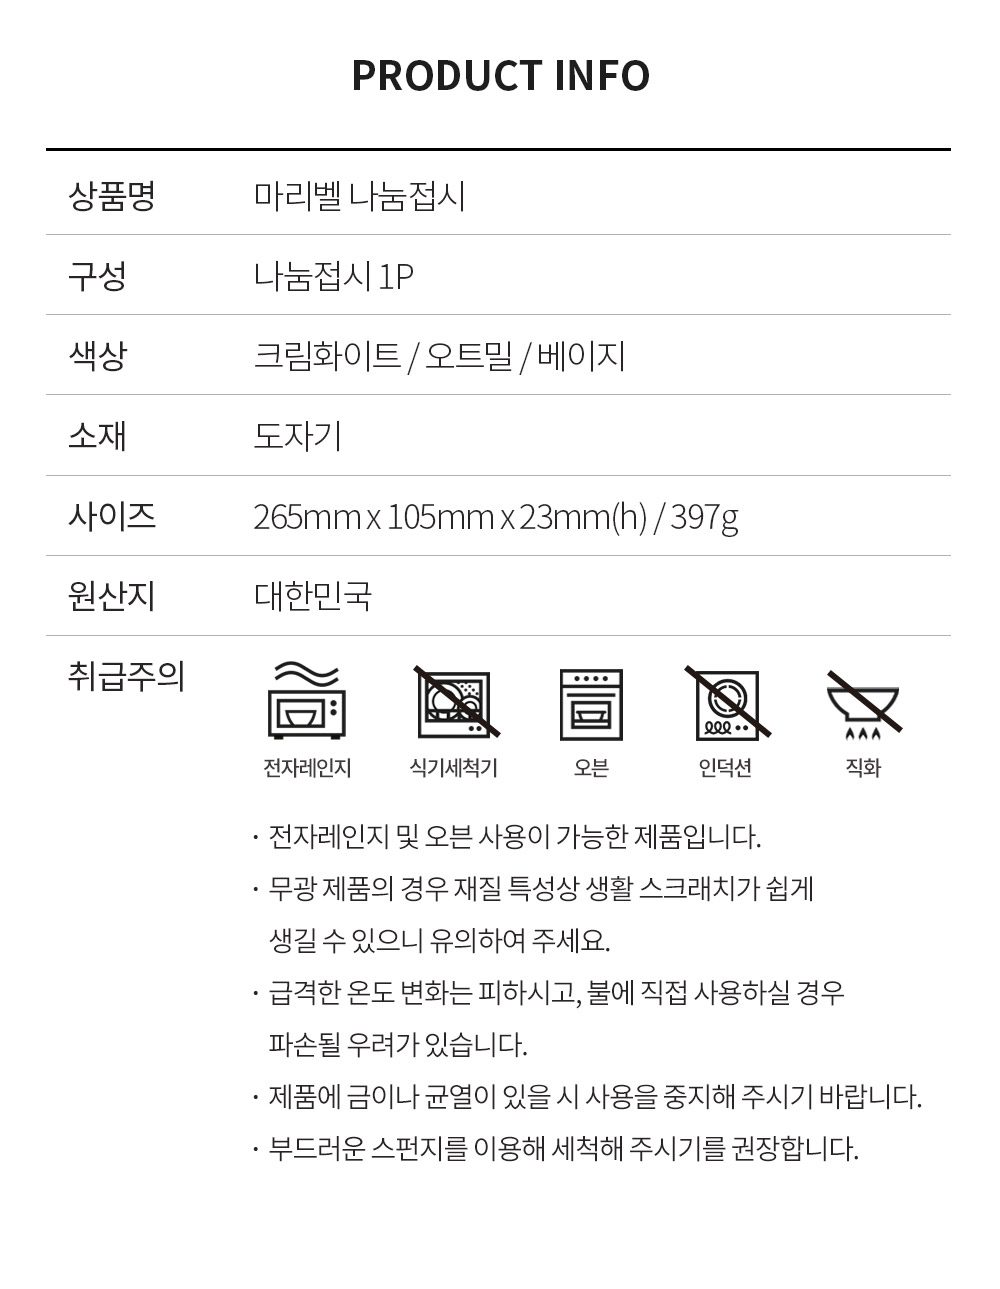 PRODUCT INFO
상품명 마리벨 나눔접시
구성 나눔접시 1P
색상 크림화이트 / 오트밀 / 베이지
소재 도자기
사이즈 265mm x 105mm x 23mm(h) / 397g
원산지 대한민국
취급주의
전자레인지 식기세척기 오븐 인덕션 직화
· 전자레인지 및 오븐 사용이 가능한 제품입니다.
· 무광 제품의 경우 재질 특성상 생활 스크래치가 쉽게
생길 수 있으니 유의하여 주세요.
· 급격한 온도 변화는 피하시고, 불에 직접 사용하실 경우
파손될 우려가 있습니다.
· 제품에 금이나 균열이 있을 시 사용을 중지해 주시기 바랍니다.
· 부드러운 스펀지를 이용해 세척해 주시기를 권장합니다.